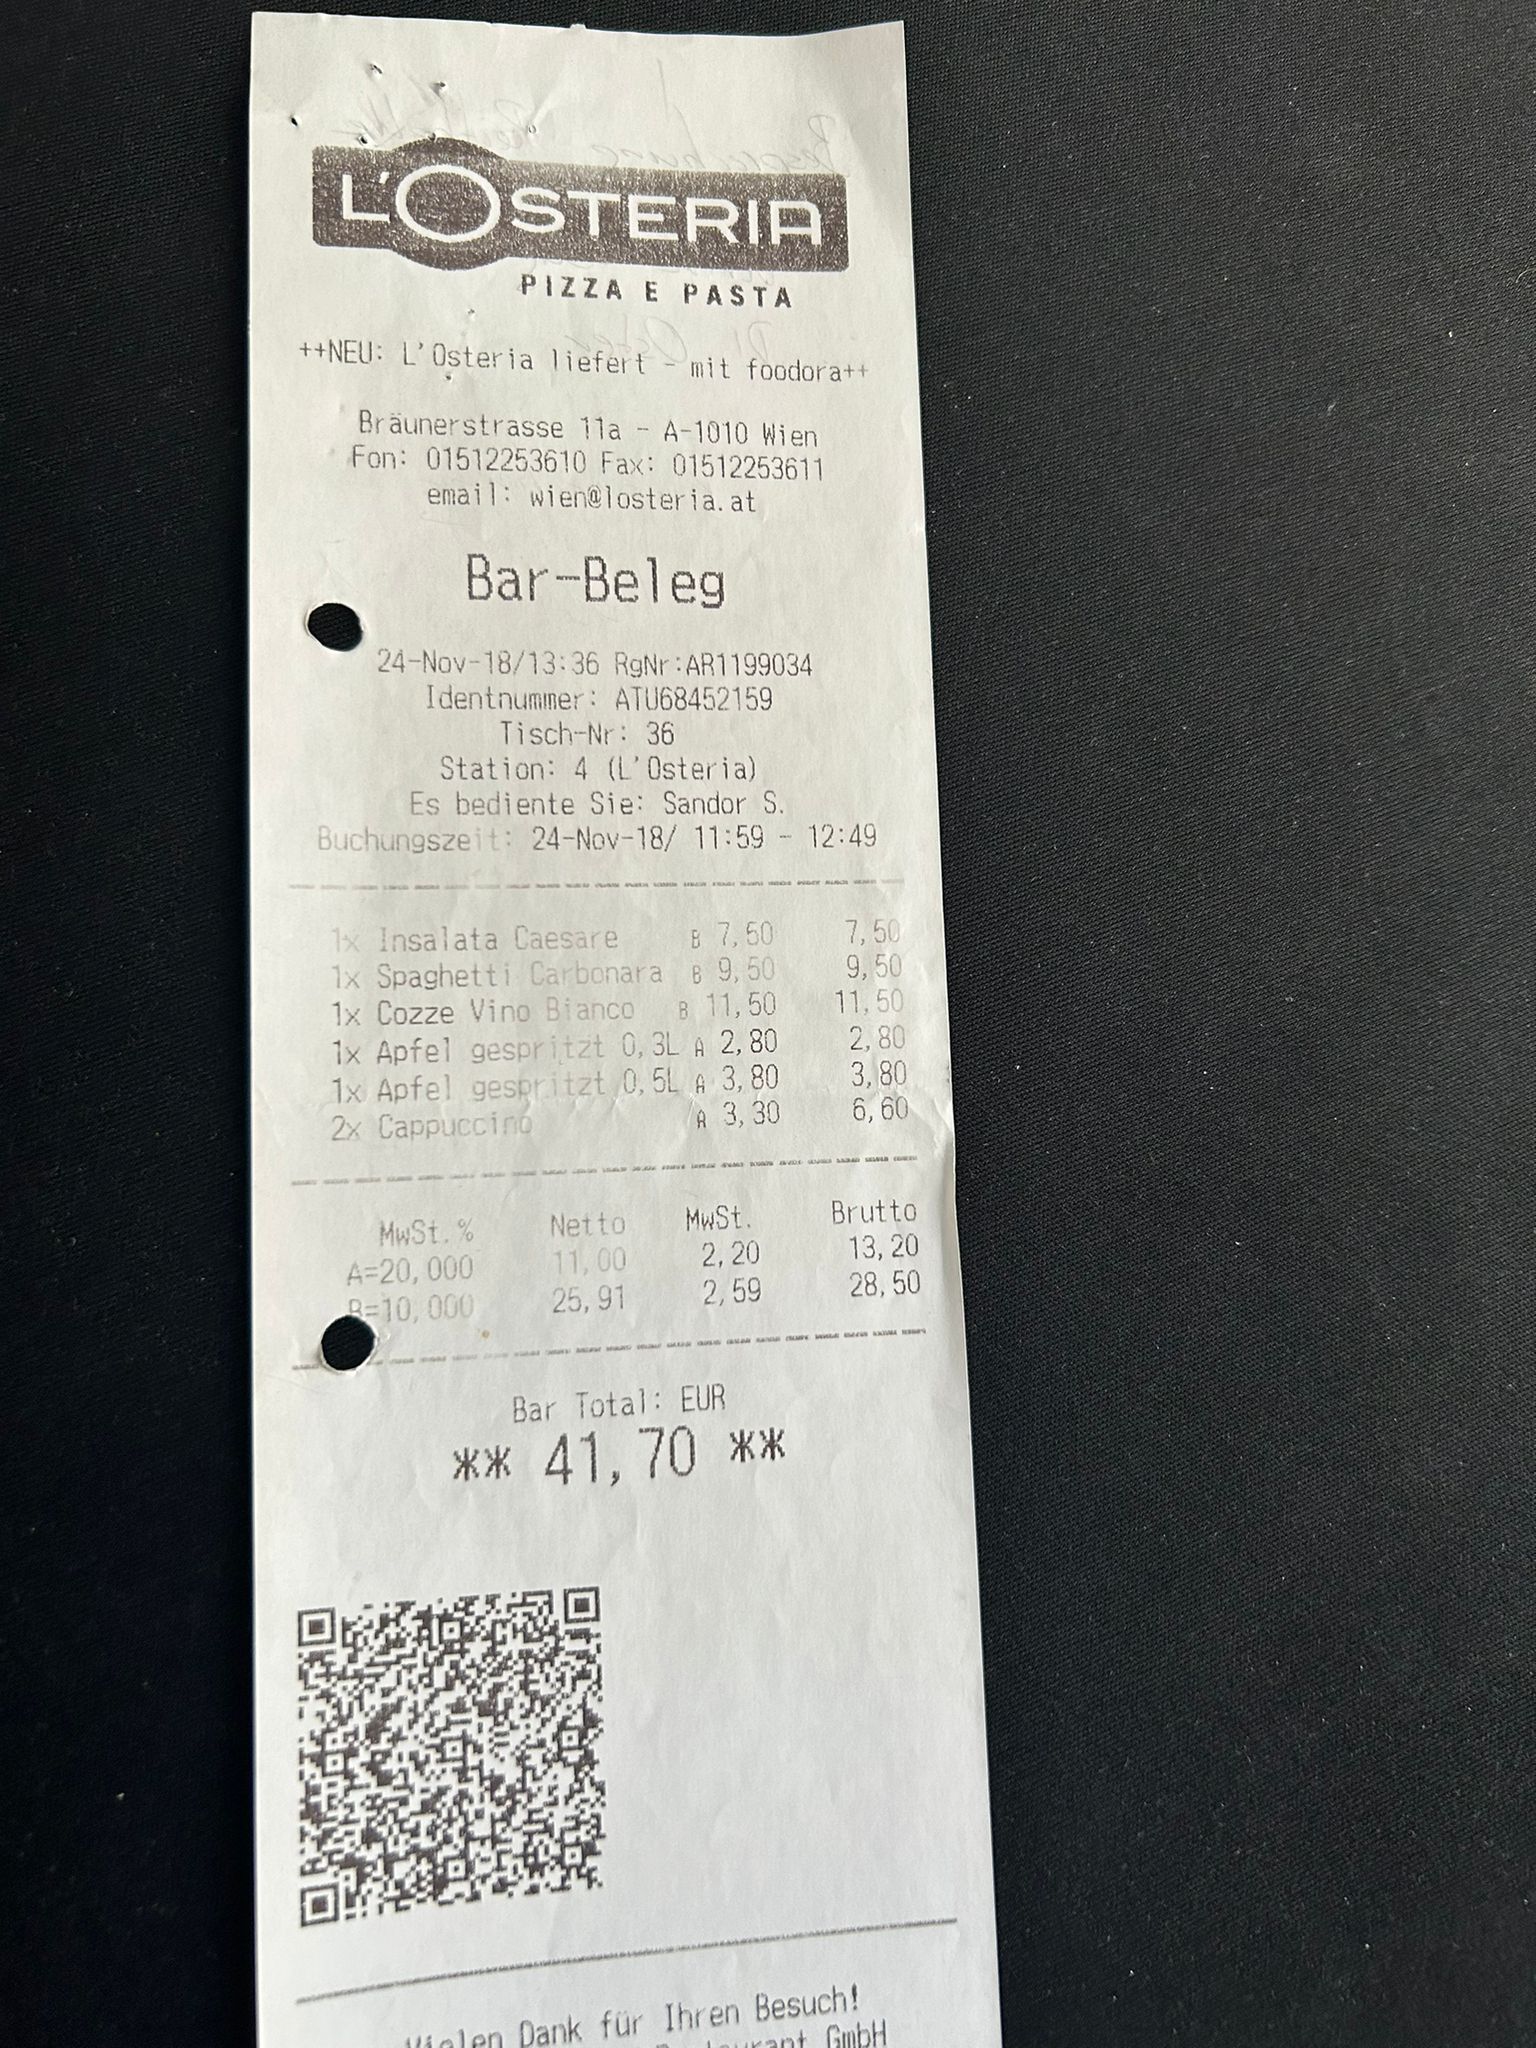 L'OSTERIA
PIZZA E PASTA
++NEU: L'Osteria liefert - mit foodora++
Bräunerstrasse 11a - A-1010 Wien
Fon: 01512253610 Fax: 01512253611
email: wien@losteria.at
Bar-Beleg
24-Nov-18/13:36 RgNr:AR1199034
Identnummer: ATU68452159
Tisch-Nr: 36
Station: 4 (L'Osteria)
Es bediente Sie: Sandor S.
Buchungszeit: 24-Nov-18/ 11:59 - 12:49
1x Insalata Caesare B 7,50 7,50
1x Spaghetti Carbonara B 9,50 9,50
1x Cozze Vino Bianco B 11,50 11,50
1x Apfel gespritzt 0,3L A 2,80 2,80
1x Apfel gespritzt 0,5L A 3,80 3,80
2x Cappuccino A 3,30 6,60
MwSt.% Netto MwSt. Brutto
A=20,000 11,00 2,20 13,20
B=10,000 25,91 2,59 28,50
Bar Total: EUR
** 41,70 **
Vielen Dank für Ihren Besuch!
GmbH